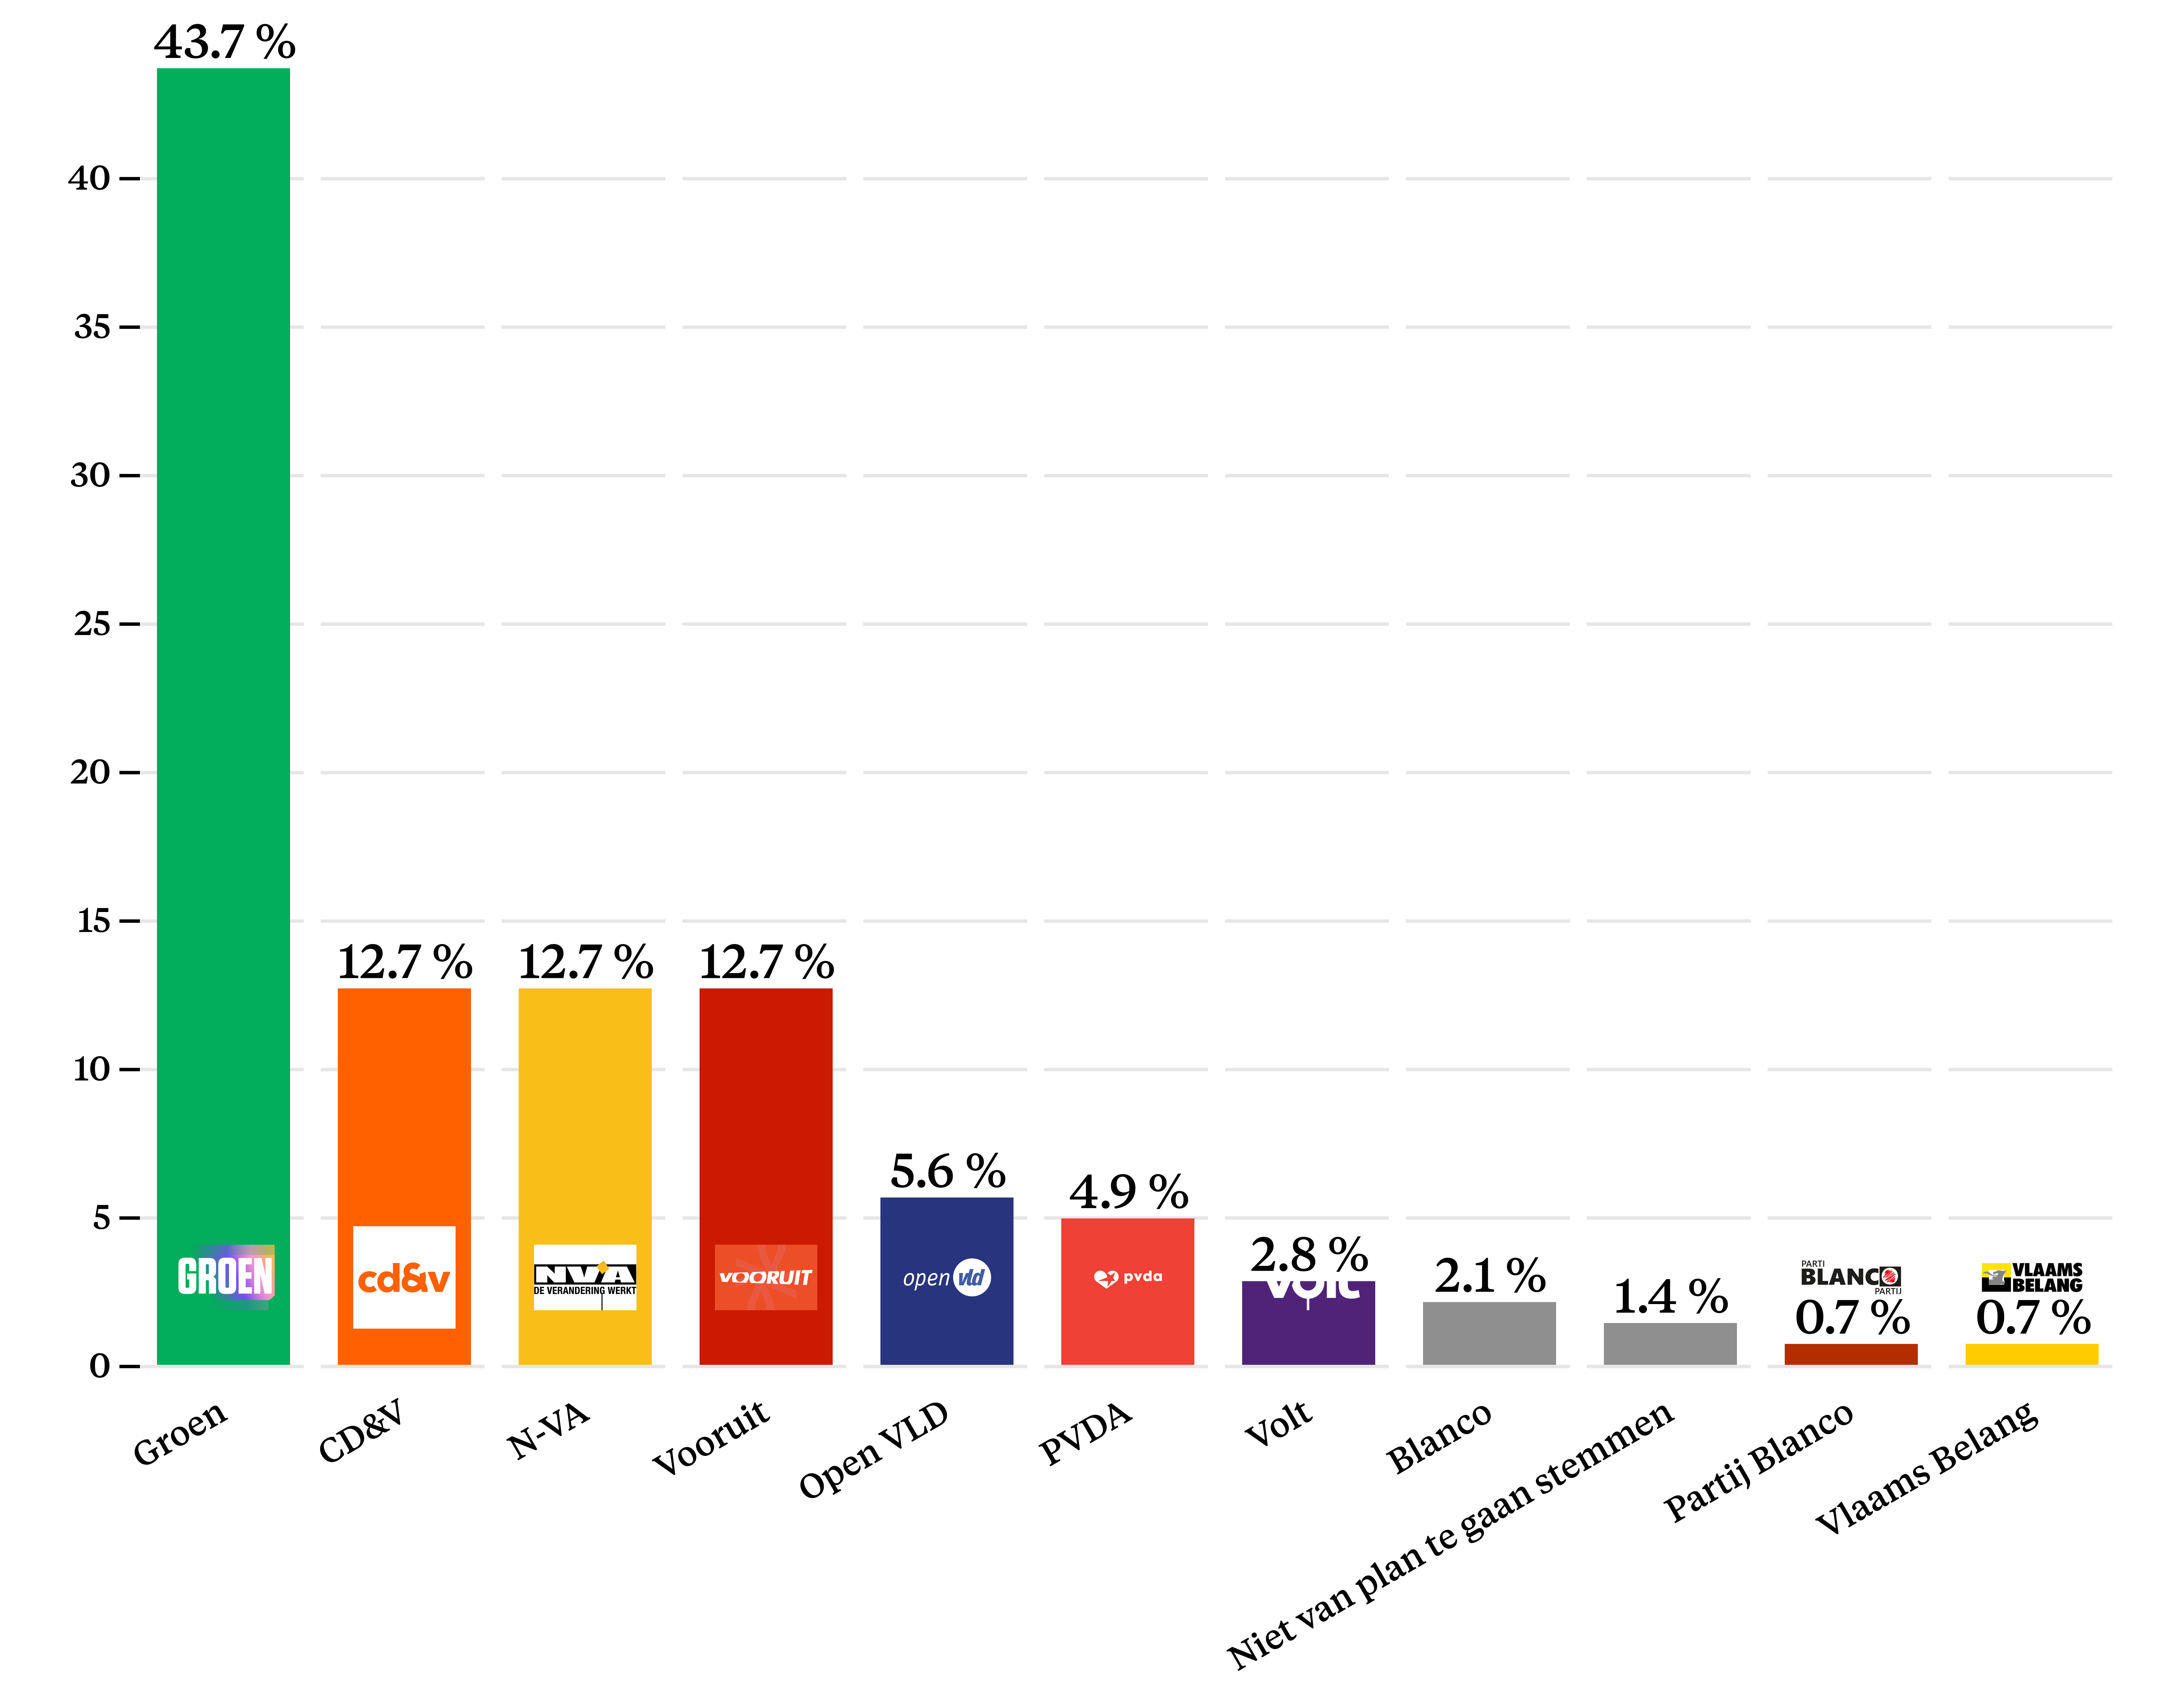 43.7 %
40
35
30
25
20
15
10
5
0
12.7 %
12.7 %
12.7 %
5.6 %
4.9 %
2.8 %
2.1 %
1.4 %
0.7 %
0.7 %
GROEN
cd&v
N-VA
DE VERANDERING WERKT
VOORUIT
open vld
pvda
volt
PARTI
BLANCO
PARTIJ
VLAAMS
BELANG
Groen
CD&V
N-VA
Vooruit
Open VLD
PVDA
Volt
Blanco
Niet van plan te gaan stemmen
Partij Blanco
Vlaams Belang